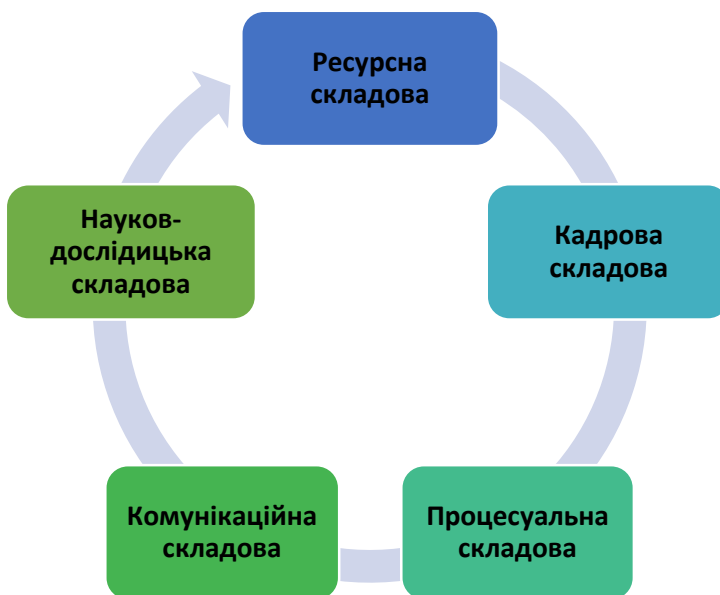 Ресурсна
складова
Кадрова
складова
Процесуальна
складова
Комунікаційна
складова
Науков-
дослідицька
складова